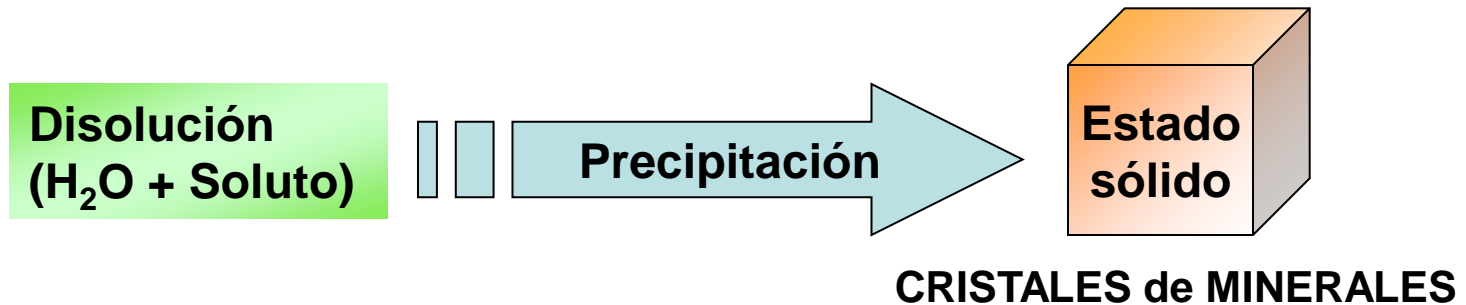 Disolución
(H₂O + Soluto)
Precipitación
Estado
sólido
CRISTALES de MINERALES